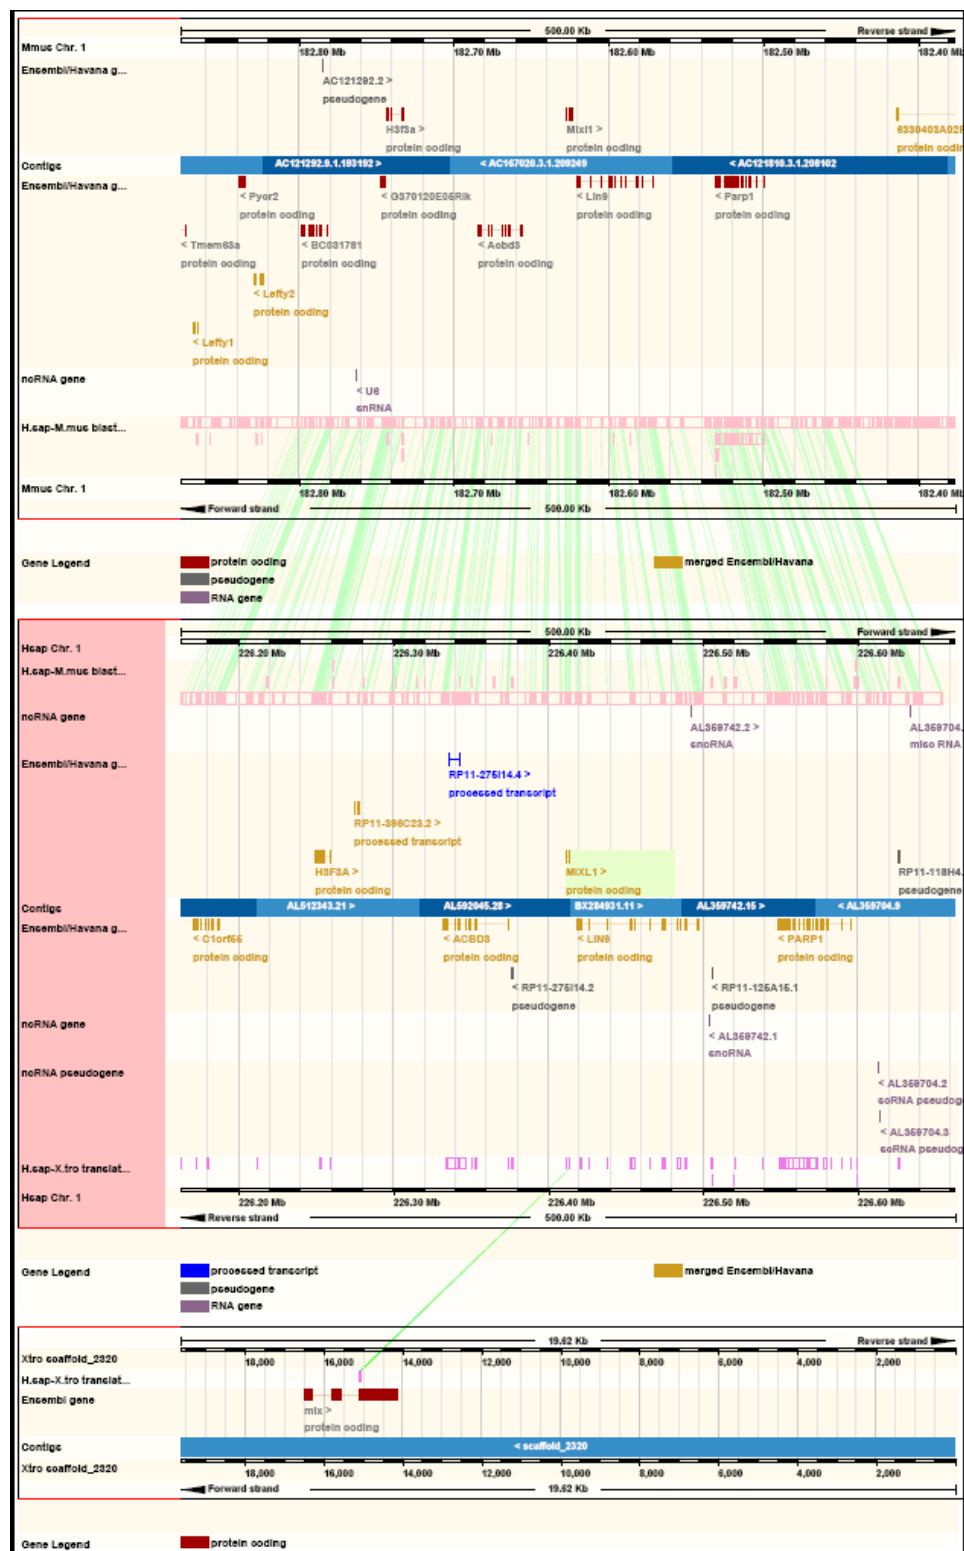 500.00 Kb Reverse strand
Mmus Chr. 1
182.80 Mb 182.70 Mb 182.60 Mb 182.50 Mb 182.40 Mb
Ensembl/Havana g...
AC121292.2 >
pseudogene
H3f3a > Mixl1 > 6330403A02R
protein coding protein coding protein codin
Contigs AC121292.9.1.193192 > < AC167020.3.1.209249 < AC121810.3.1.208102
Ensembl/Havana g...
< Pycr2 < G370120E05Rik < Lin9 < Parp1
protein coding protein coding protein coding protein coding
< Tmem63a < BC031781 < Acbd3
protein coding protein coding protein coding
< Lefty2
protein coding
< Lefty1
protein coding
ncRNA gene
< U6
snRNA
H.sap-M.mus blast...
Mmus Chr. 1
182.80 Mb 182.70 Mb 182.60 Mb 182.50 Mb 182.40 Mb
Forward strand 500.00 Kb
Gene Legend protein coding merged Ensembl/Havana
pseudogene
RNA gene
500.00 Kb Forward strand
Hsap Chr. 1
226.20 Mb 226.30 Mb 226.40 Mb 226.50 Mb 226.60 Mb
H.sap-M.mus blast...
ncRNA gene
AL359742.2 > AL359704.
snoRNA misc RNA
Ensembl/Havana g...
RP11-275I14.4 >
processed transcript
RP11-396C23.2 >
processed transcript
H3F3A > MIXL1 > RP11-118H4.
protein coding protein coding pseudogene
Contigs AL512343.21 > AL592045.28 > BX284931.11 > AL359742.15 > < AL359704.9
Ensembl/Havana g...
< C1orf55 < ACBD3 < LIN9 < PARP1
protein coding protein coding protein coding protein coding
< RP11-275I14.2 < RP11-125A15.1
pseudogene pseudogene
ncRNA gene
< AL359742.1
snoRNA
ncRNA pseudogene
< AL359704.2
scRNA pseudog
< AL359704.3
scRNA pseudog
H.sap-X.tro translat...
Hsap Chr. 1
226.20 Mb 226.30 Mb 226.40 Mb 226.50 Mb 226.60 Mb
Reverse strand 500.00 Kb
Gene Legend processed transcript merged Ensembl/Havana
pseudogene
RNA gene
19.62 Kb Reverse strand
Xtro scaffold_2320
18,000 16,000 14,000 12,000 10,000 8,000 6,000 4,000 2,000
H.sap-X.tro translat...
Ensembl gene
mix >
protein coding
Contigs < scaffold_2320
Xtro scaffold_2320
18,000 16,000 14,000 12,000 10,000 8,000 6,000 4,000 2,000
Forward strand 19.62 Kb
Gene Legend protein coding